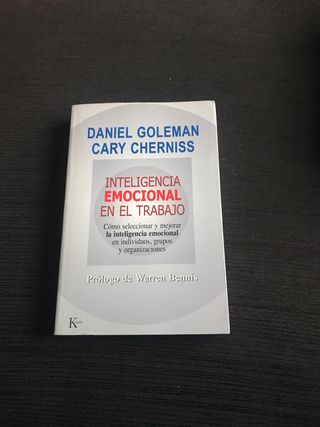 DANIEL GOLEMAN
CARY CHERNISS
INTELIGENCIA
EMOCIONAL
EN EL TRABAJO
Cómo seleccionar y mejorar
la inteligencia emocional
en individuos, grupos
y organizaciones
Prólogo de Warren Bennis